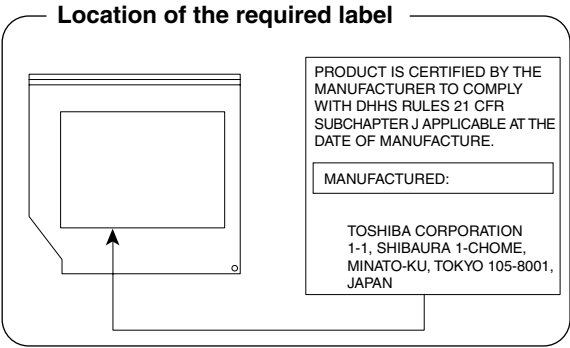 Location of the required label
PRODUCT IS CERTIFIED BY THE
MANUFACTURER TO COMPLY
WITH DHHS RULES 21 CFR
SUBCHAPTER J APPLICABLE AT THE
DATE OF MANUFACTURE.
MANUFACTURED:
TOSHIBA CORPORATION
1-1, SHIBAURA 1-CHOME,
MINATO-KU, TOKYO 105-8001,
JAPAN